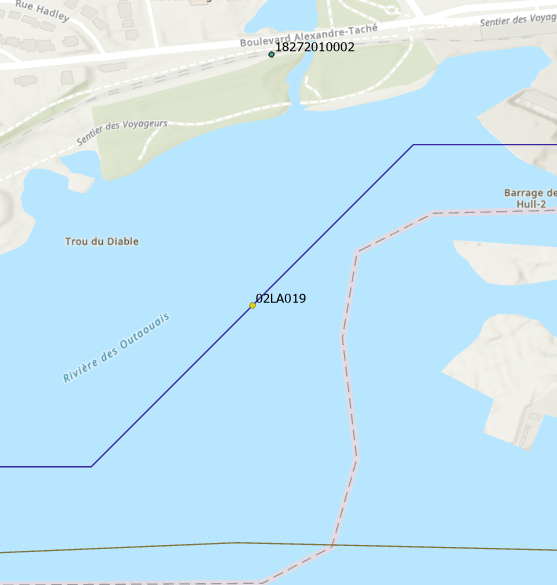 Rue Hadley
Sentier des Voyag
Boulevard Alexandre-Taché
18272010002
Sentier des Voyageurs
Barrage de
Hull-2
Trou du Diable
02LA019
Rivière des Outaouais